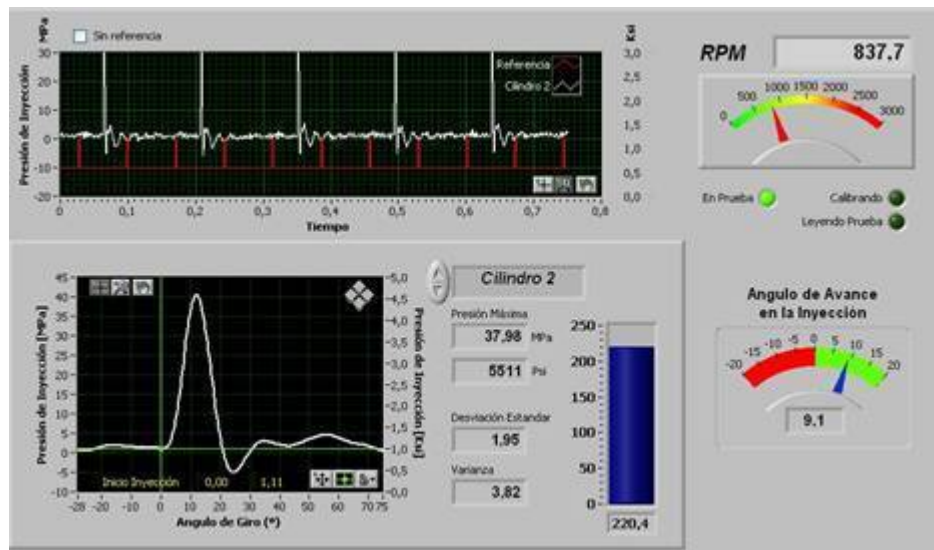 Sin referencia
MPa
Presión de Inyección
30
20
10
0
-10
-20
Referencia
Cilindro 2
Ksi
3,0
2,5
2,0
1,5
1,0
0,5
0,0
0 0,1 0,2 0,3 0,4 0,5 0,6 0,7 0,8
Tiempo
RPM 837.7
0 500 1000 1500 2000 2500 3000
En Prueba
Calibrando
Leyendo Prueba
Presión de Inyección [MPa]
45
40
35
30
25
20
15
10
5
0
-5
-10
Inicio Inyección 0,00 1,11
5,0
4,5
4,0
3,5
3,0
2,5
2,0
1,5
1,0
0,5
0,0
Presión de Inyección [Ksi]
-28 -20 -10 0 10 20 30 40 50 60 70 75
Angulo de Giro (°)
Cilindro 2
Presión Máxima
37,98 MPa
5511 Psi
Desviación Estandar
1,95
Varianza
3,82
250
200
150
100
50
0
220,4
Angulo de Avance
en la Inyección
-20 -15 -10 -5 0 5 10 15 20
9.1